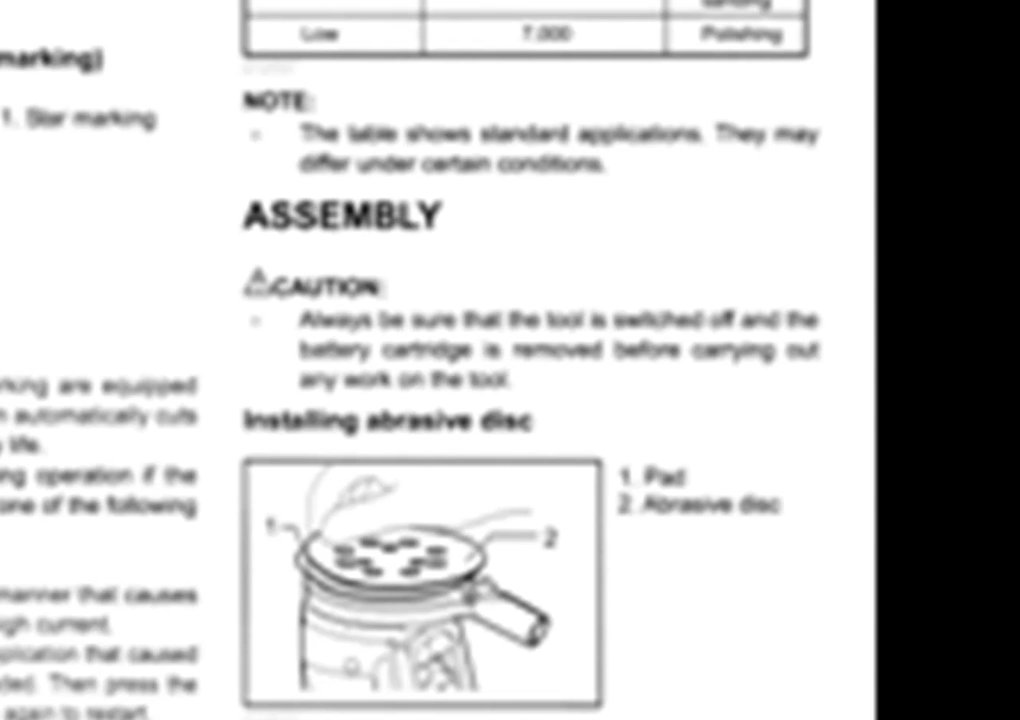 marking)
1. Star marking
rking are equipped
automatically cuts
life.
ng operation if the
one of the following
manner that causes
igh current.
plication that caused
ded. Then press the
again to restart.
sanding
Low 7,000 Polishing
NOTE:
- The table shows standard applications. They may
differ under certain conditions.
ASSEMBLY
⚠CAUTION:
- Always be sure that the tool is switched off and the
battery cartridge is removed before carrying out
any work on the tool.
Installing abrasive disc
1
2
1. Pad
2. Abrasive disc